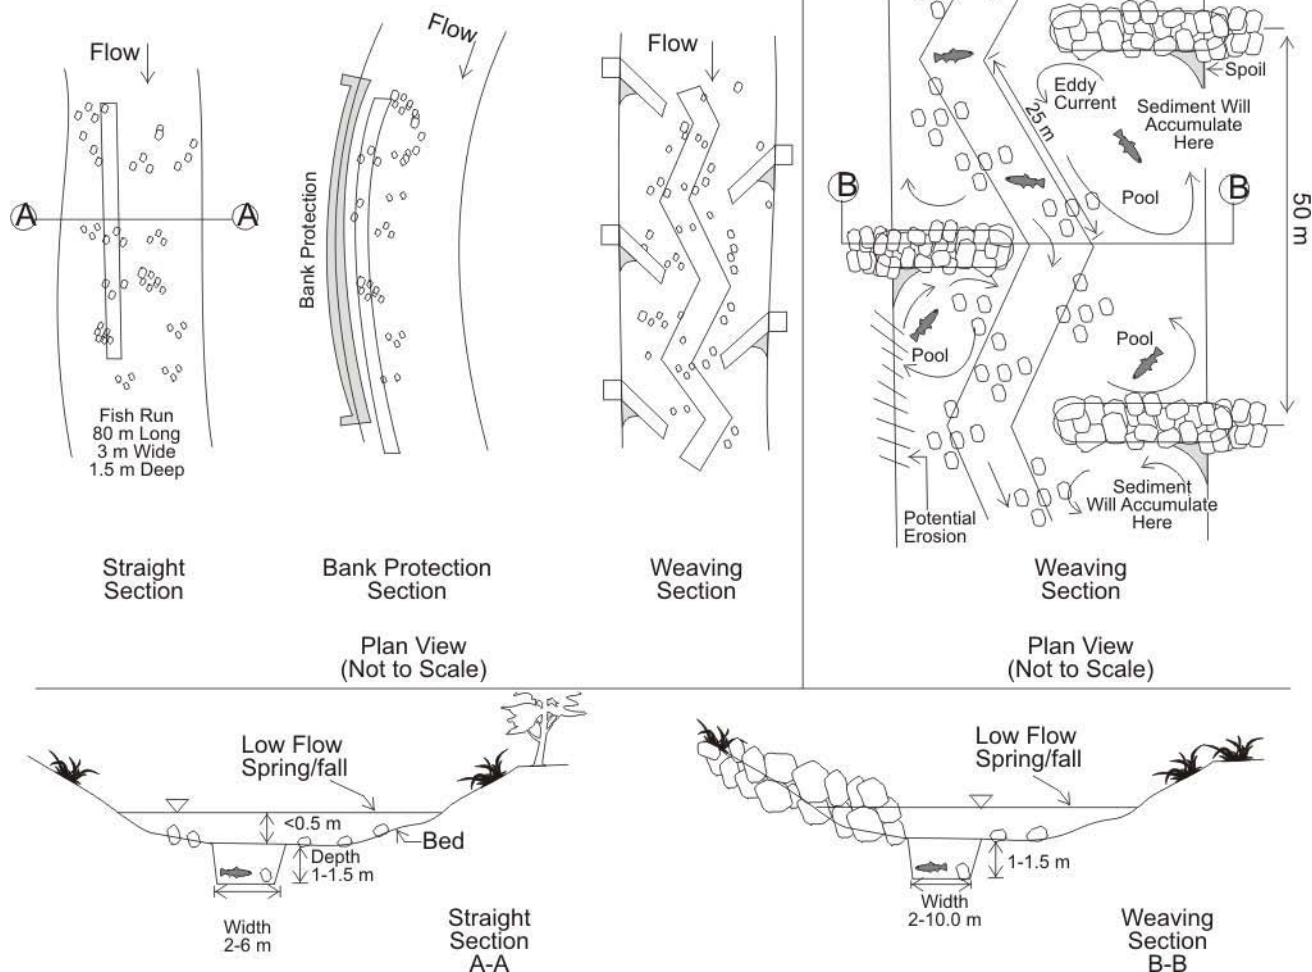 Flow
A
A
Fish Run
80 m Long
3 m Wide
1.5 m Deep
Straight
Section
Flow
Bank Protection
Bank Protection
Section
Flow
Weaving
Section
Plan View
(Not to Scale)
Spoil
Eddy
Current
25 m
Sediment Will
Accumulate
Here
B
B
Pool
50 m
Pool
Pool
Potential
Erosion
Sediment
Will Accumulate
Here
Weaving
Section
Plan View
(Not to Scale)
Low Flow
Spring/fall
<0.5 m
Bed
Depth
1-1.5 m
Width
2-6 m
Straight
Section
A-A
Low Flow
Spring/fall
1-1.5 m
Width
2-10.0 m
Weaving
Section
B-B